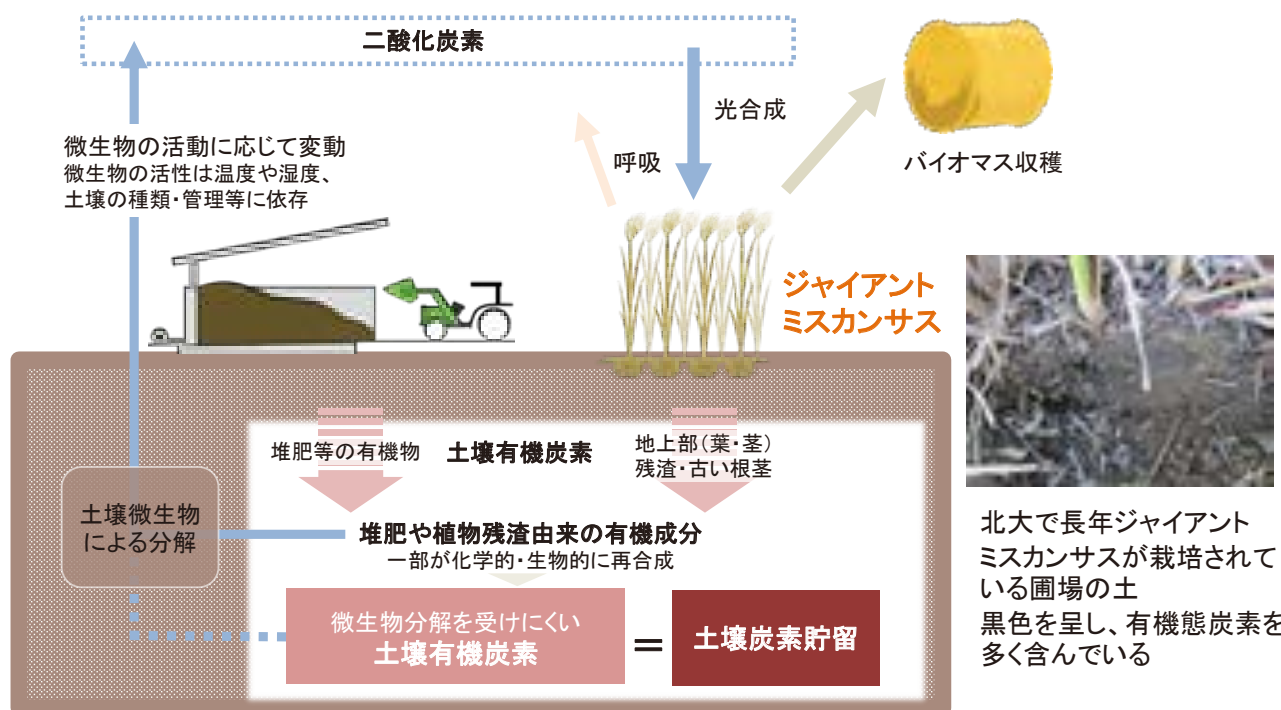 二酸化炭素
光合成
呼吸
バイオマス収穫
微生物の活動に応じて変動
微生物の活性は温度や湿度、
土壌の種類・管理等に依存
ジャイアント
ミスカンサス
堆肥等の有機物
土壌有機炭素
地上部(葉・茎)
残渣・古い根茎
土壌微生物
による分解
堆肥や植物残渣由来の有機成分
一部が化学的・生物的に再合成
微生物分解を受けにくい
土壌有機炭素
=
土壌炭素貯留
北大で長年ジャイアント
ミスカンサスが栽培されて
いる圃場の土
黒色を呈し、有機態炭素を
多く含んでいる